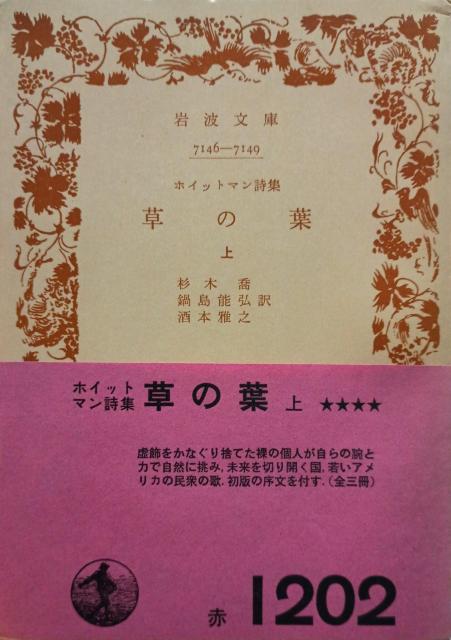 岩波文庫
7146—7149
ホイットマン詩集
草の葉
上
杉木喬
鍋島能弘訳
酒本雅之
ホイット
マン詩集 草の葉 上 ★★★★
虚飾をかなぐり捨てた裸の個人が自らの腕と
力で自然に挑み,未来を切り開く国,若いアメ
リカの民衆の歌.初版の序文を付す.(全三冊)
赤 1202